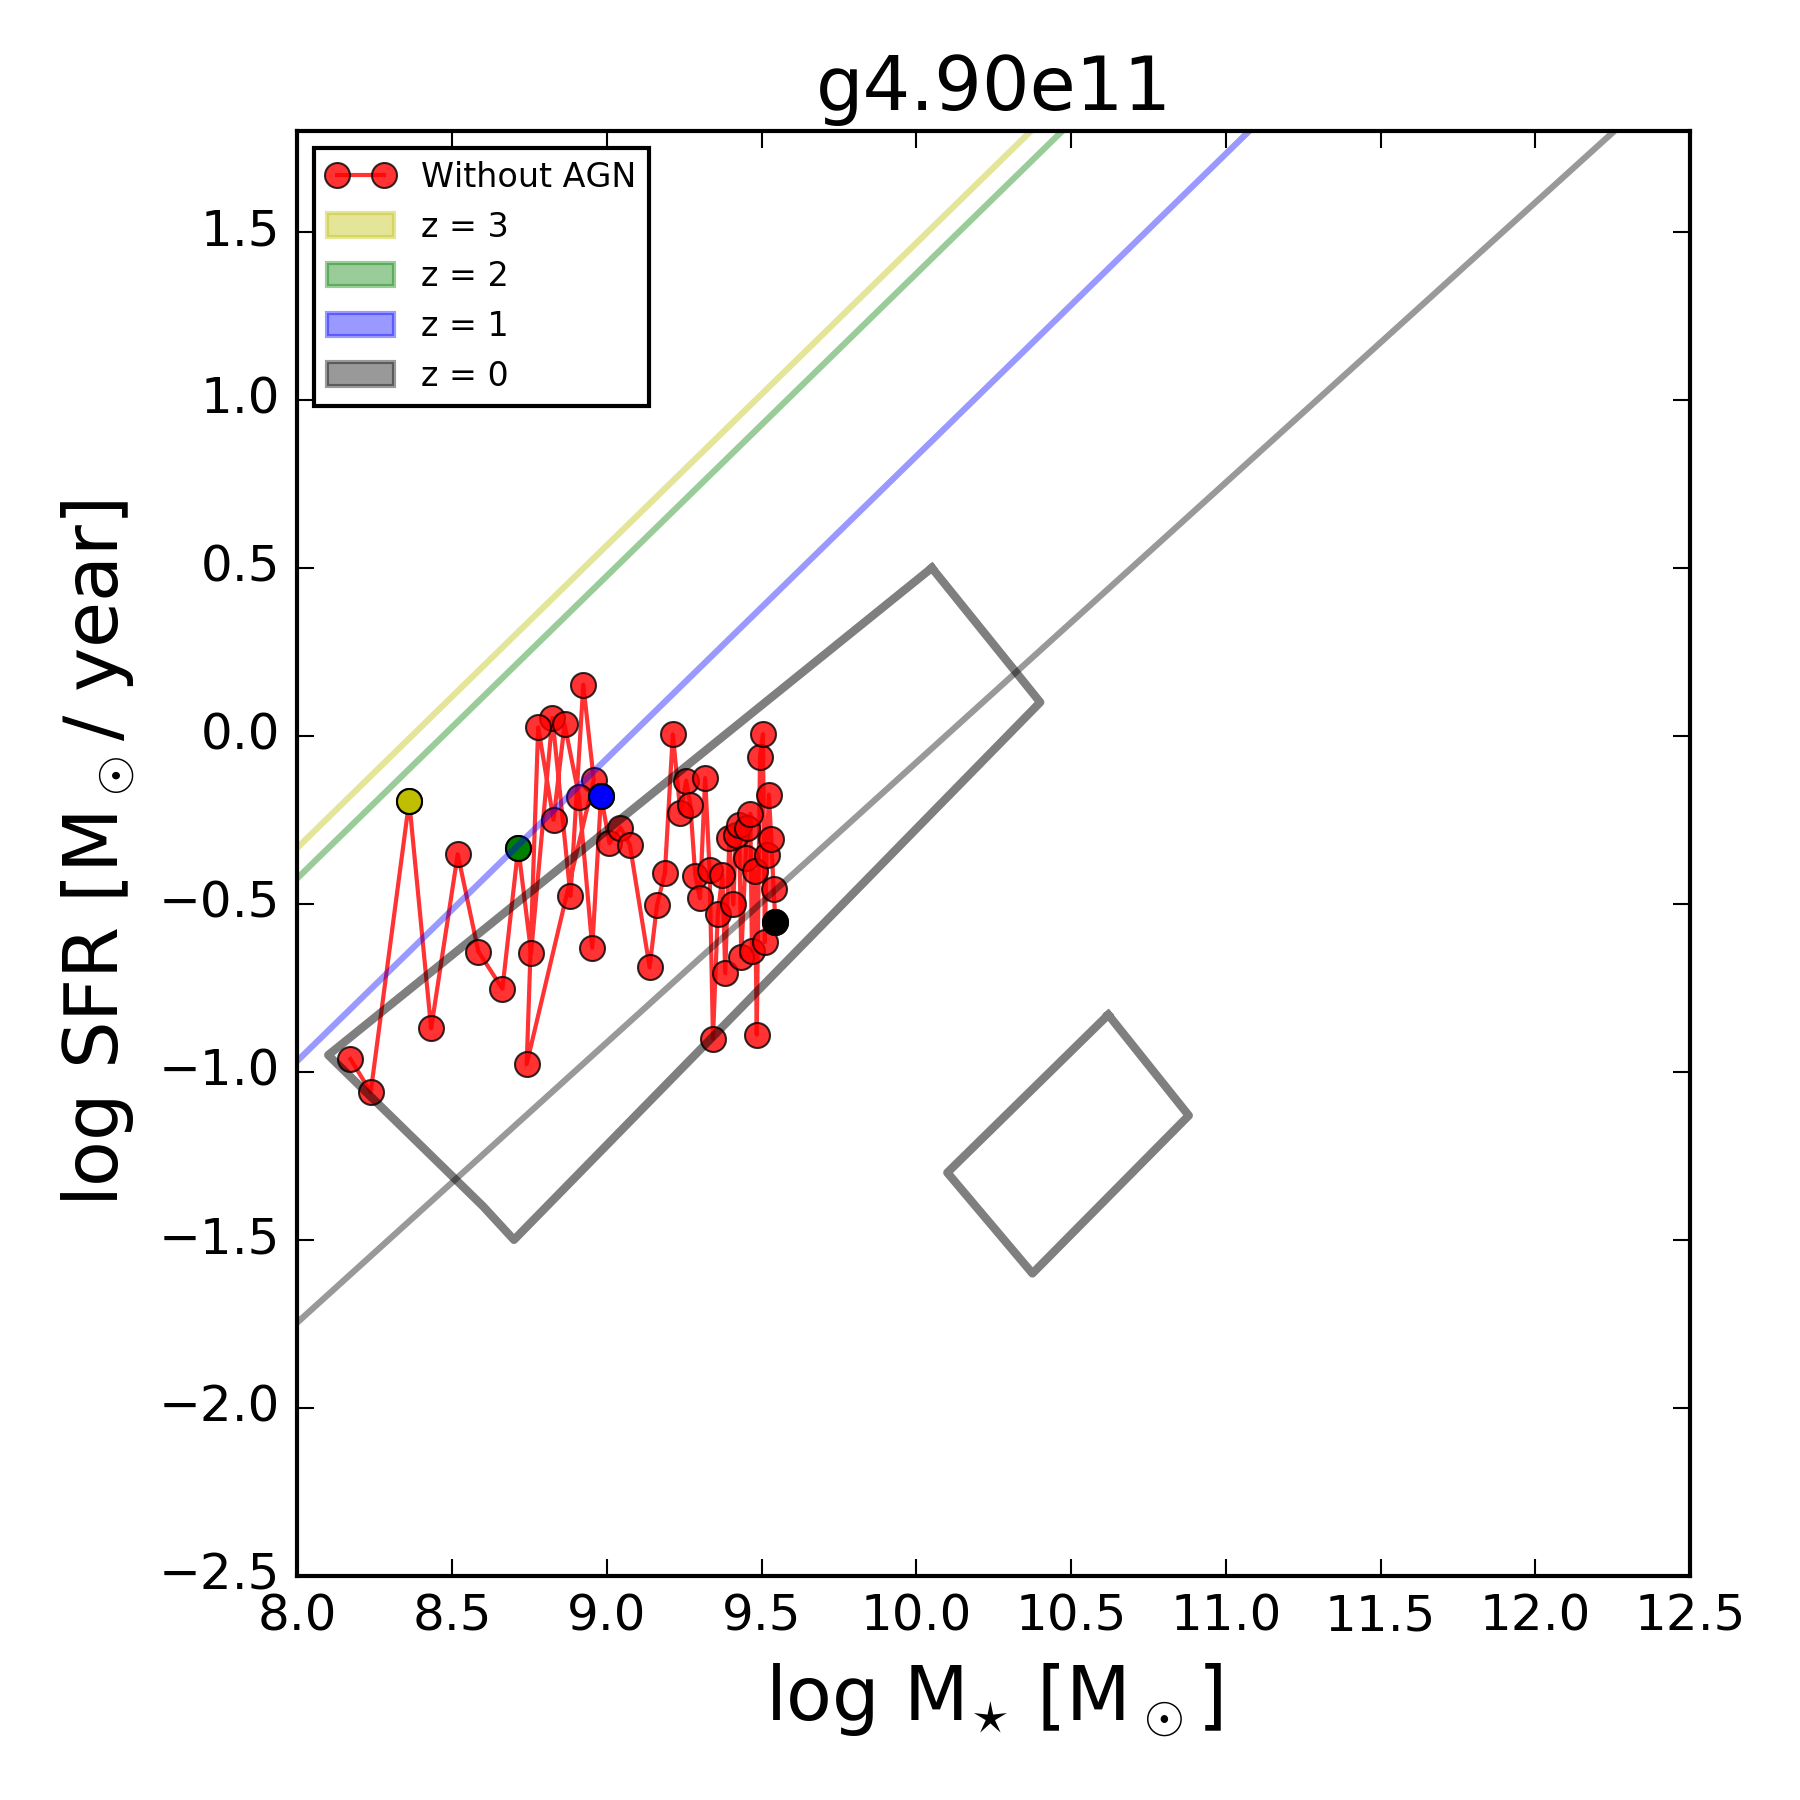 g4.90e11
Without AGN
z = 3
z = 2
z = 1
z = 0
1.5
1.0
0.5
0.0
−0.5
−1.0
−1.5
−2.0
−2.5
log SFR [M☉/ year]
8.0 8.5 9.0 9.5 10.0 10.5 11.0 11.5 12.0 12.5
log M★ [M☉]